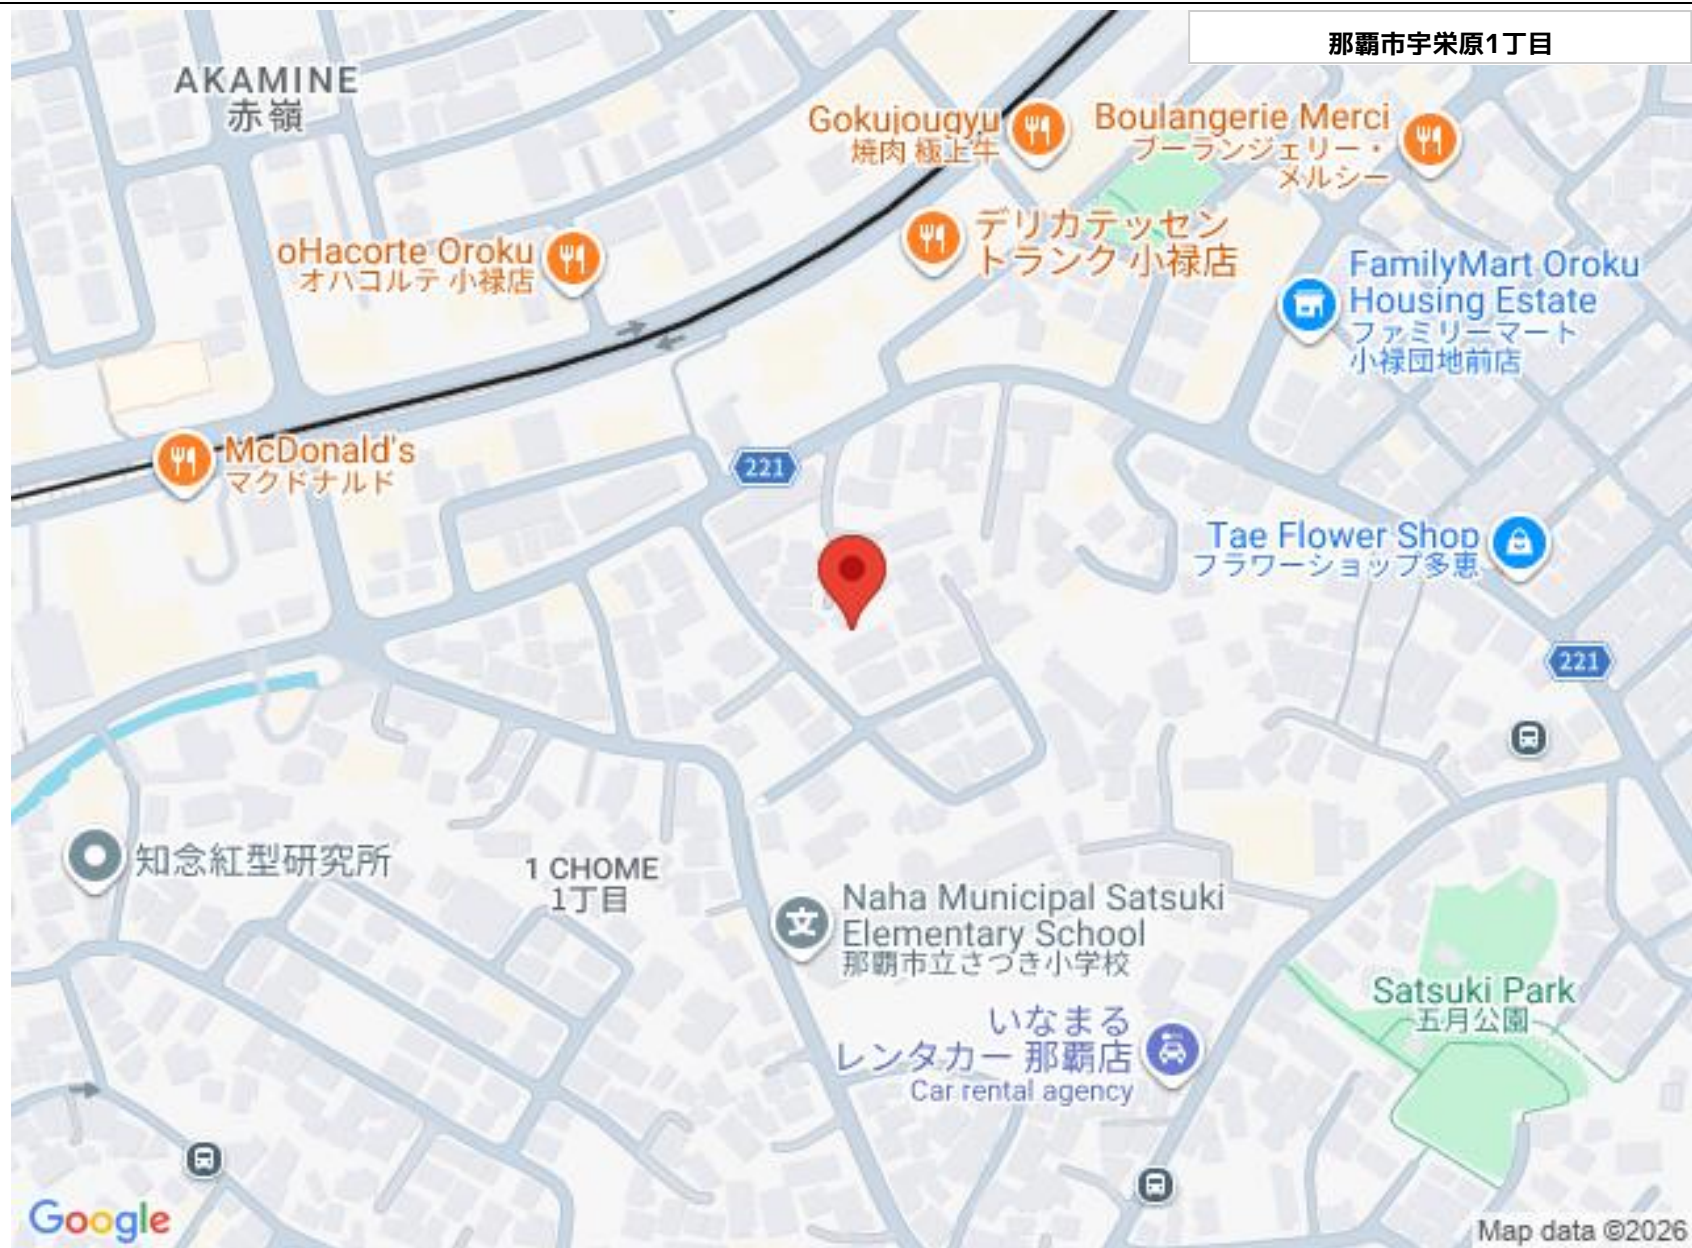 那覇市宇栄原1丁目
AKAMINE
赤嶺
Gokujougyu
焼肉 極上牛
Boulangerie Merci
ブーランジェリー・
メルシー
oHacorte Oroku
オハコルテ 小禄店
デリカテッセン
トランク 小禄店
FamilyMart Oroku
Housing Estate
ファミリーマート
小禄団地前店
McDonald's
マクドナルド
221
Tae Flower Shop
フラワーショップ多恵
221
知念紅型研究所
1 CHOME
1丁目
文
Naha Municipal Satsuki
Elementary School
那覇市立さつき小学校
Satsuki Park
五月公園
いなまる
レンタカー 那覇店
Car rental agency
Google
Map data ©2026